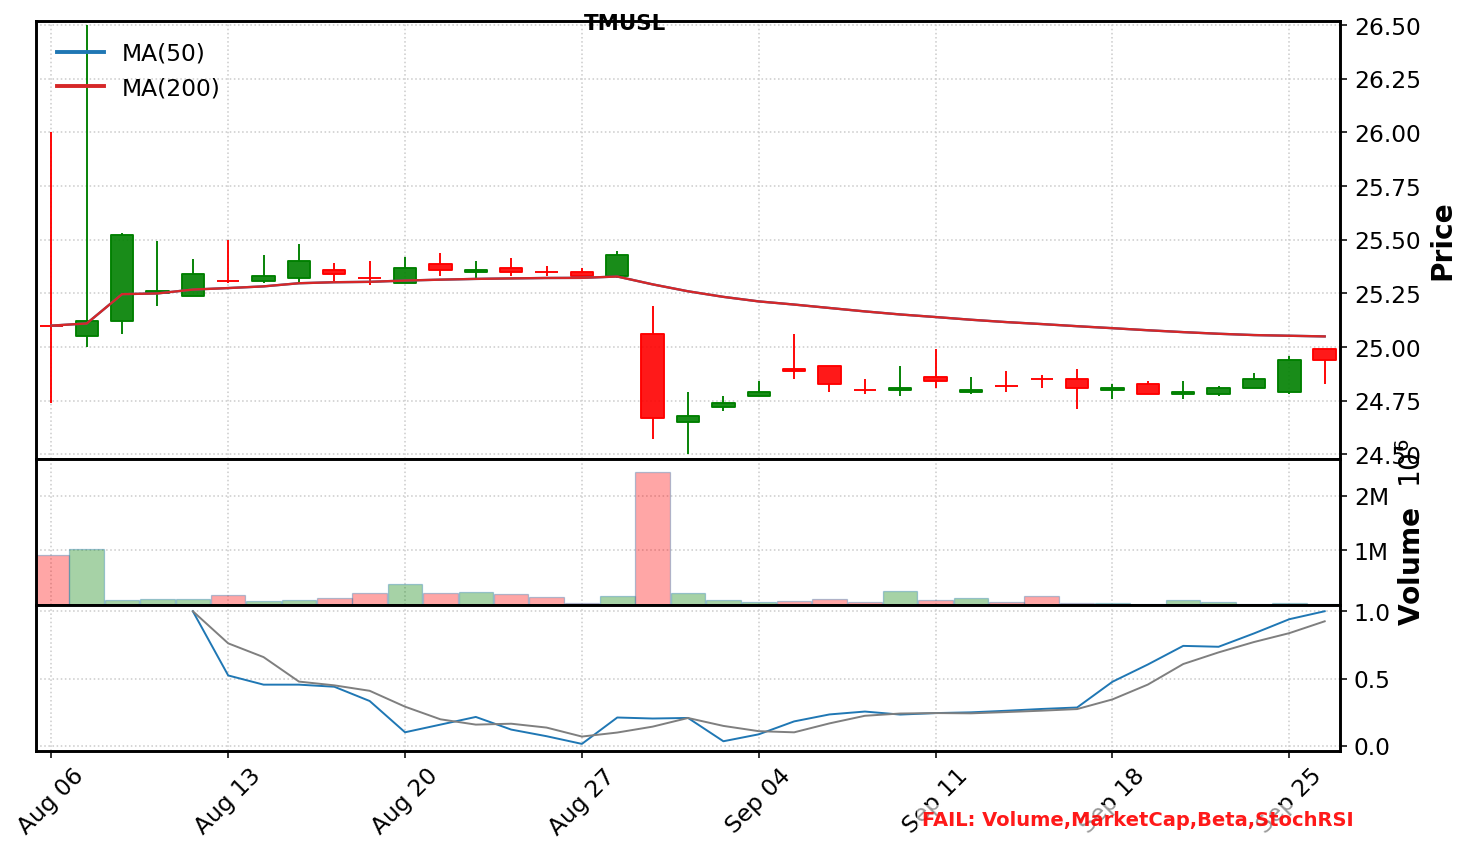 TMUSL
MA(50)
MA(200)
26.50
26.25
26.00
25.75
25.50
25.25
25.00
24.75
24.50
Price
10⁶
2M
1M
Volume
1.0
0.5
0.0
Aug 06
Aug 13
Aug 20
Aug 27
Sep 04
Sep 11
Sep 18
Sep 25
FAIL: Volume,MarketCap,Beta,StochRSI